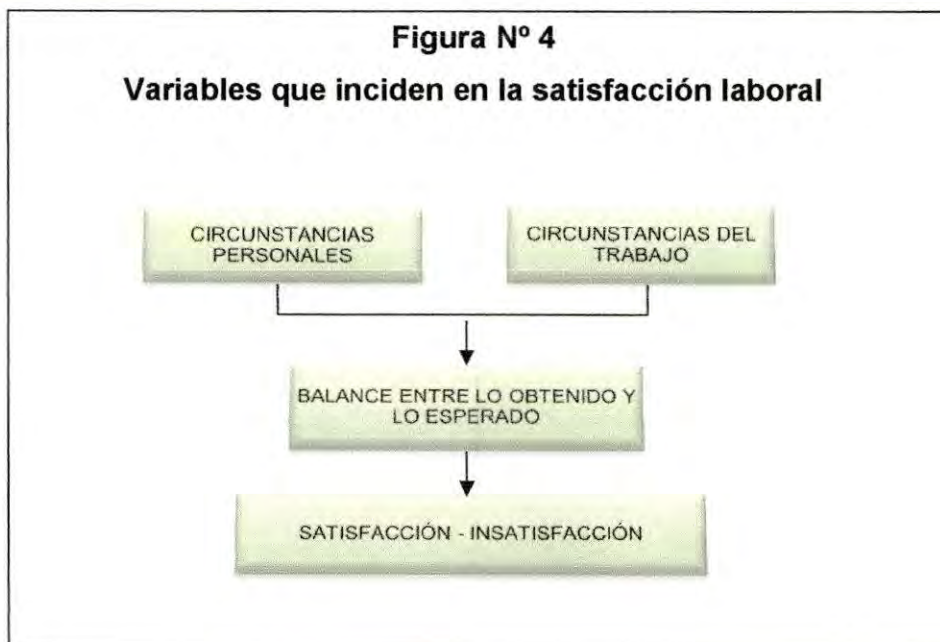 Figura Nº 4
Variables que inciden en la satisfacción laboral
CIRCUNSTANCIAS
PERSONALES
CIRCUNSTANCIAS DEL
TRABAJO
BALANCE ENTRE LO OBTENIDO Y
LO ESPERADO
SATISFACCIÓN - INSATISFACCIÓN